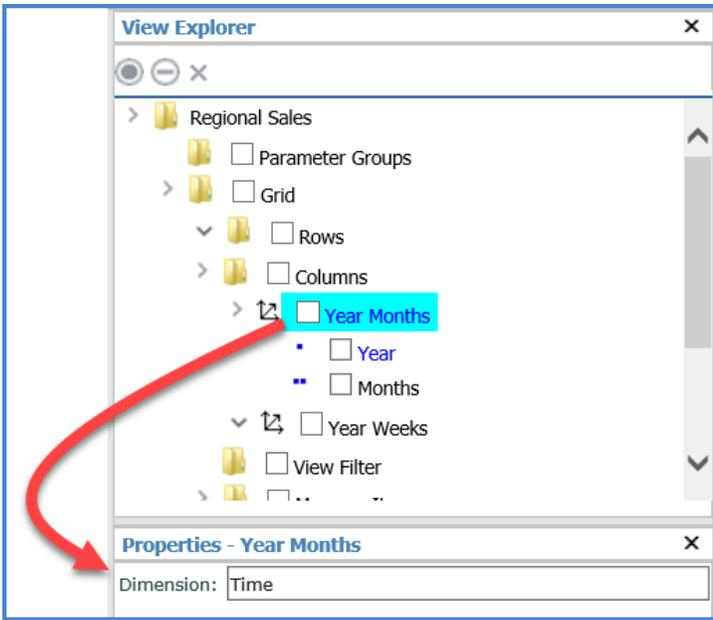 View Explorer
Regional Sales
Parameter Groups
Grid
Rows
Columns
Year Months
Year
Months
Year Weeks
View Filter
Properties - Year Months
Dimension: Time